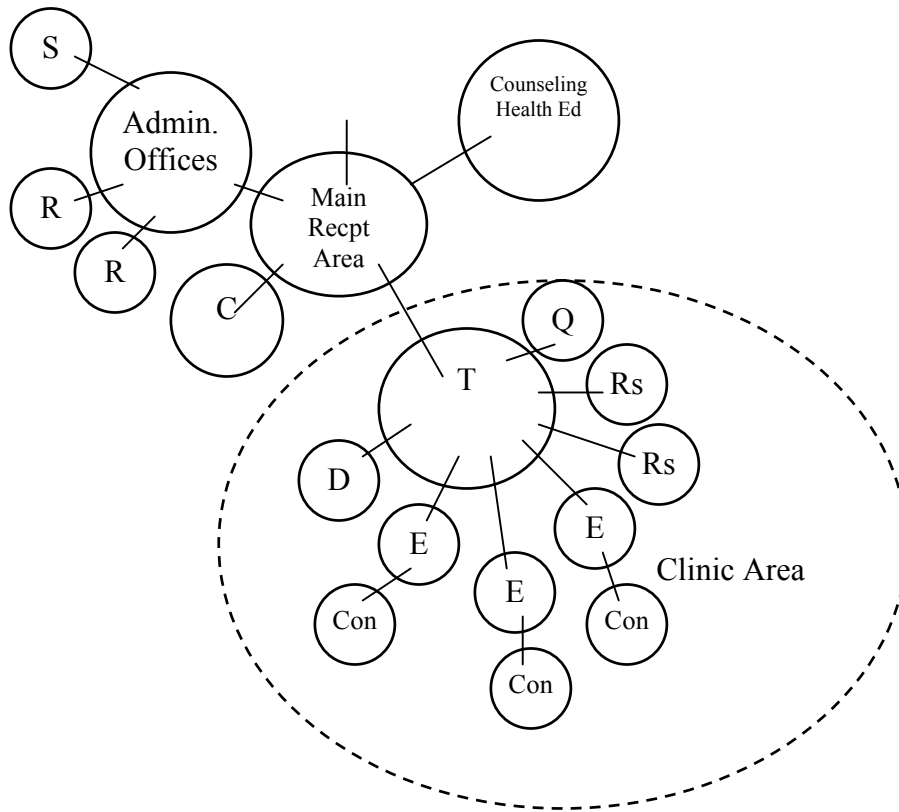 S
Counseling
Health Ed
Admin.
Offices
R
Main
Recpt
Area
R
C
Q
T
Rs
Rs
D
E
E
E
Clinic Area
Con
Con
Con